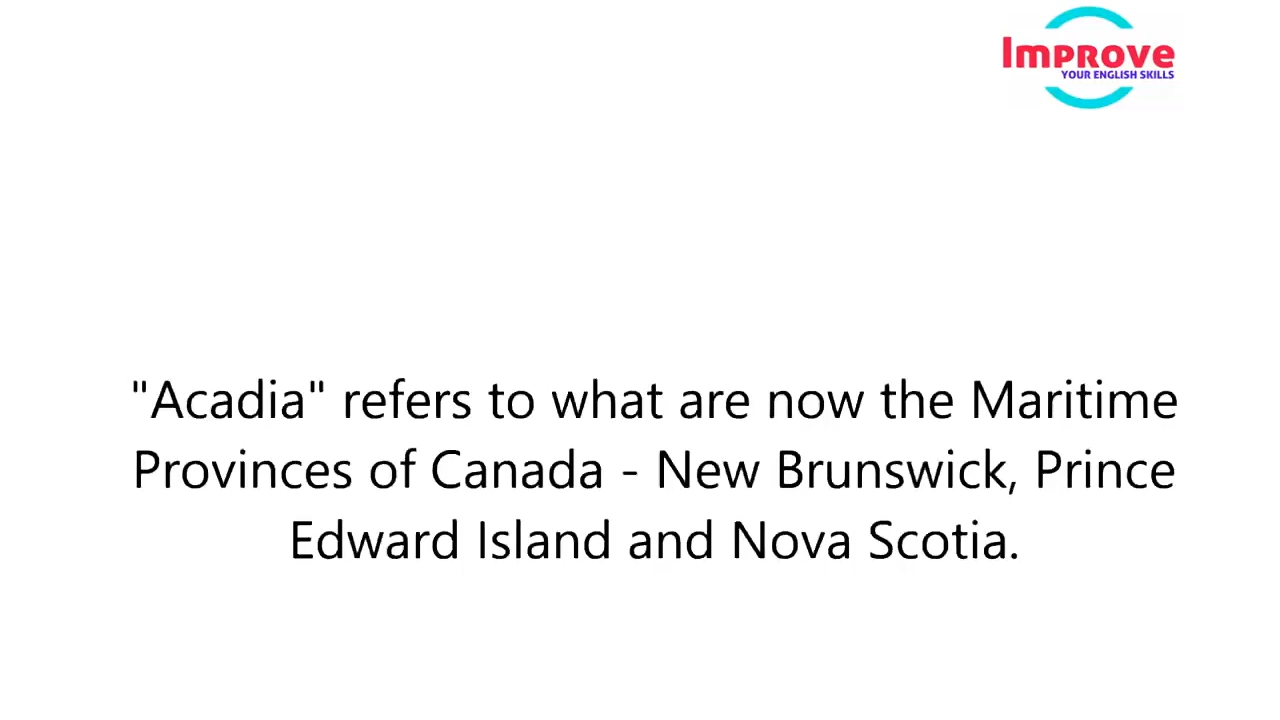 Improve
YOUR ENGLISH SKILLS
"Acadia" refers to what are now the Maritime
Provinces of Canada - New Brunswick, Prince
Edward Island and Nova Scotia.